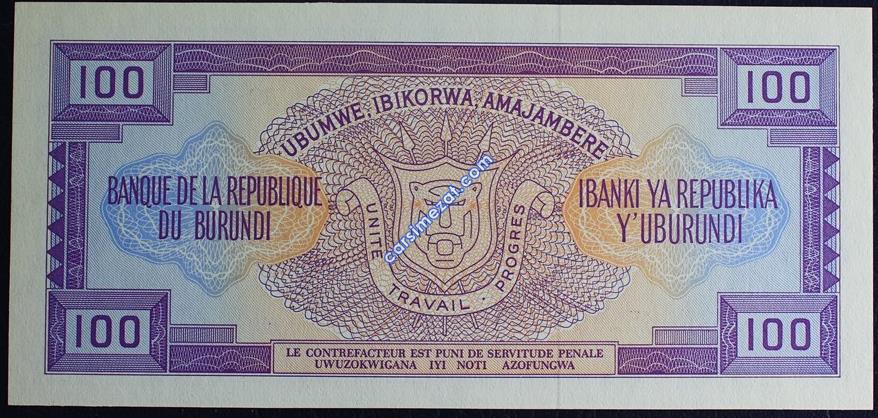 100
100
UBUMWE, IBIKORWA, AMAJAMBERE
BANQUE DE LA REPUBLIQUE
DU BURUNDI
IBANKI YA REPUBLIKA
Y'UBURUNDI
UNITE . TRAVAIL . PROGRES
carsimezat.com
100
100
LE CONTREFACTEUR EST PUNI DE SERVITUDE PENALE
UWUZOKWIGANA IYI NOTI AZOFUNGWA